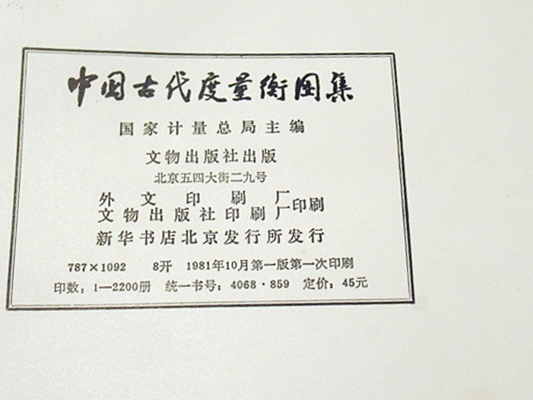 中国古代度量衡图集
国家计量总局主编
文物出版社出版
北京五四大街二九号
外文印刷厂
文物出版社印刷厂印刷
新华书店北京发行所发行
787×1092 8开 1981年10月第一版第一次印刷
印数：1—2200册 统一书号：4068·859 定价：45元